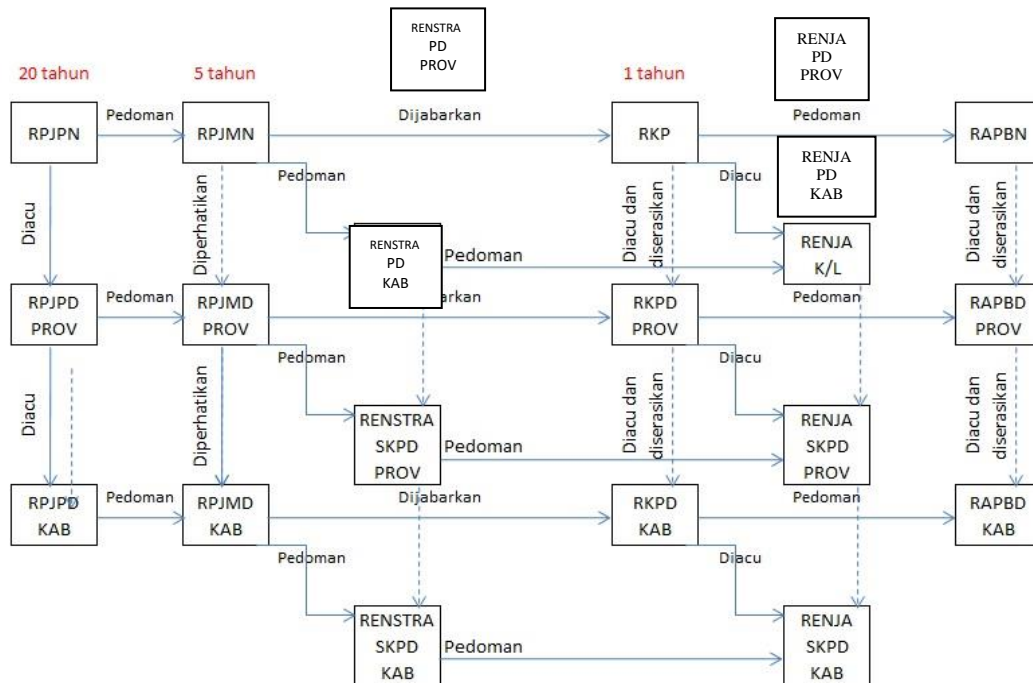 RENSTRA
PD
PROV
RENJA
PD
PROV
20 tahun
5 tahun
1 tahun
Pedoman
Dijabarkan
Pedoman
RPJPN
RPJMN
RKP
RAPBN
RENJA
PD
KAB
Pedoman
Diacu
Diacu
Diperhatikan
Diacu dan
diserasikan
Diacu dan
diserasikan
RENSTRA
PD
KAB
Pedoman
RENJA
K/L
Pedoman
barkan
Pedoman
RPJPD
PROV
RPJMD
PROV
RKPD
PROV
RAPBD
PROV
Pedoman
Diacu
Diacu
Diperhatikan
Diacu dan
diserasikan
Diacu dan
diserasikan
RENSTRA
SKPD
PROV
Pedoman
RENJA
SKPD
PROV
Pedoman
Dijabarkan
Pedoman
RPJPD
KAB
RPJMD
KAB
RKPD
KAB
RAPBD
KAB
Pedoman
Diacu
RENSTRA
SKPD
KAB
Pedoman
RENJA
SKPD
KAB